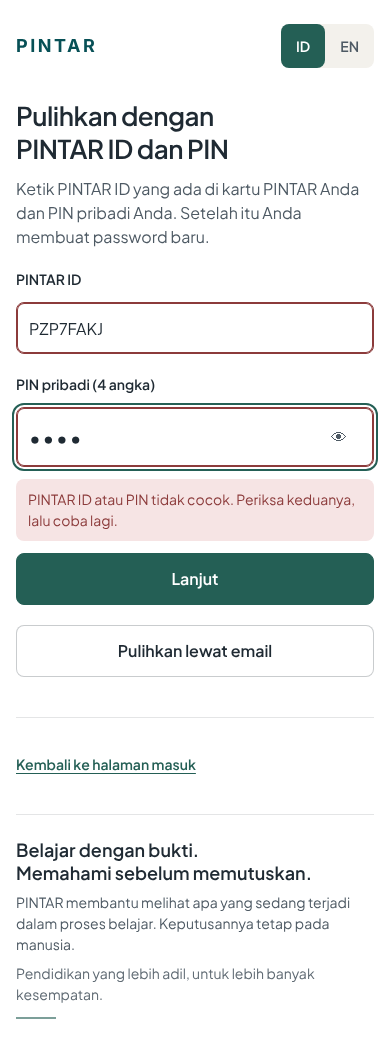 PINTAR
ID
EN
Pulihkan dengan
PINTAR ID dan PIN
Ketik PINTAR ID yang ada di kartu PINTAR Anda
dan PIN pribadi Anda. Setelah itu Anda
membuat password baru.
PINTAR ID
PZP7FAKJ
PIN pribadi (4 angka)
PINTAR ID atau PIN tidak cocok. Periksa keduanya,
lalu coba lagi.
Lanjut
Pulihkan lewat email
Kembali ke halaman masuk
Belajar dengan bukti.
Memahami sebelum memutuskan.
PINTAR membantu melihat apa yang sedang terjadi
dalam proses belajar. Keputusannya tetap pada
manusia.
Pendidikan yang lebih adil, untuk lebih banyak
kesempatan.